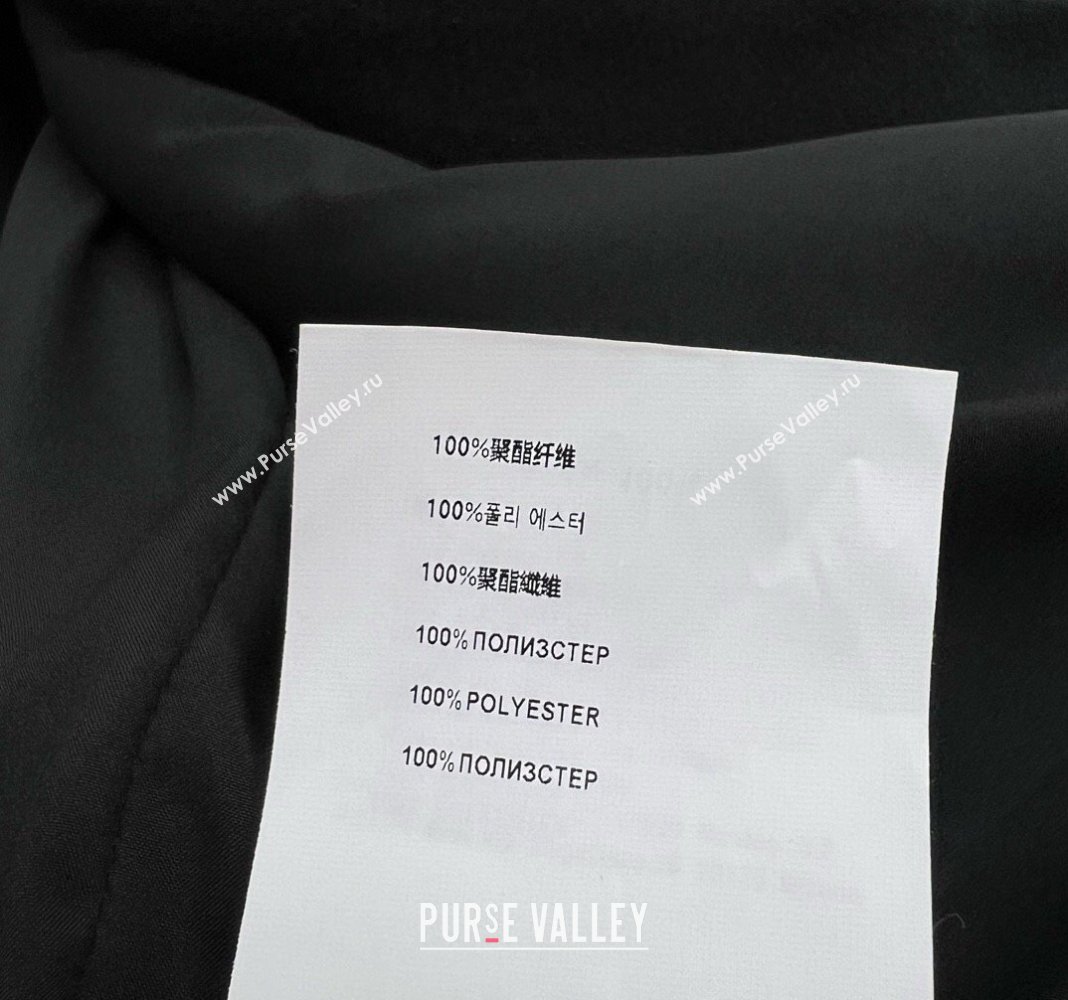 www.PurseValley.ru
www.PurseValley.ru
100%聚酯纤维
100%폴리 에스터
100%聚酯纖維
100%ПОЛИЗСТЕР
100%POLYESTER
100%ПОЛИЗСТЕР
PURSE VALLEY